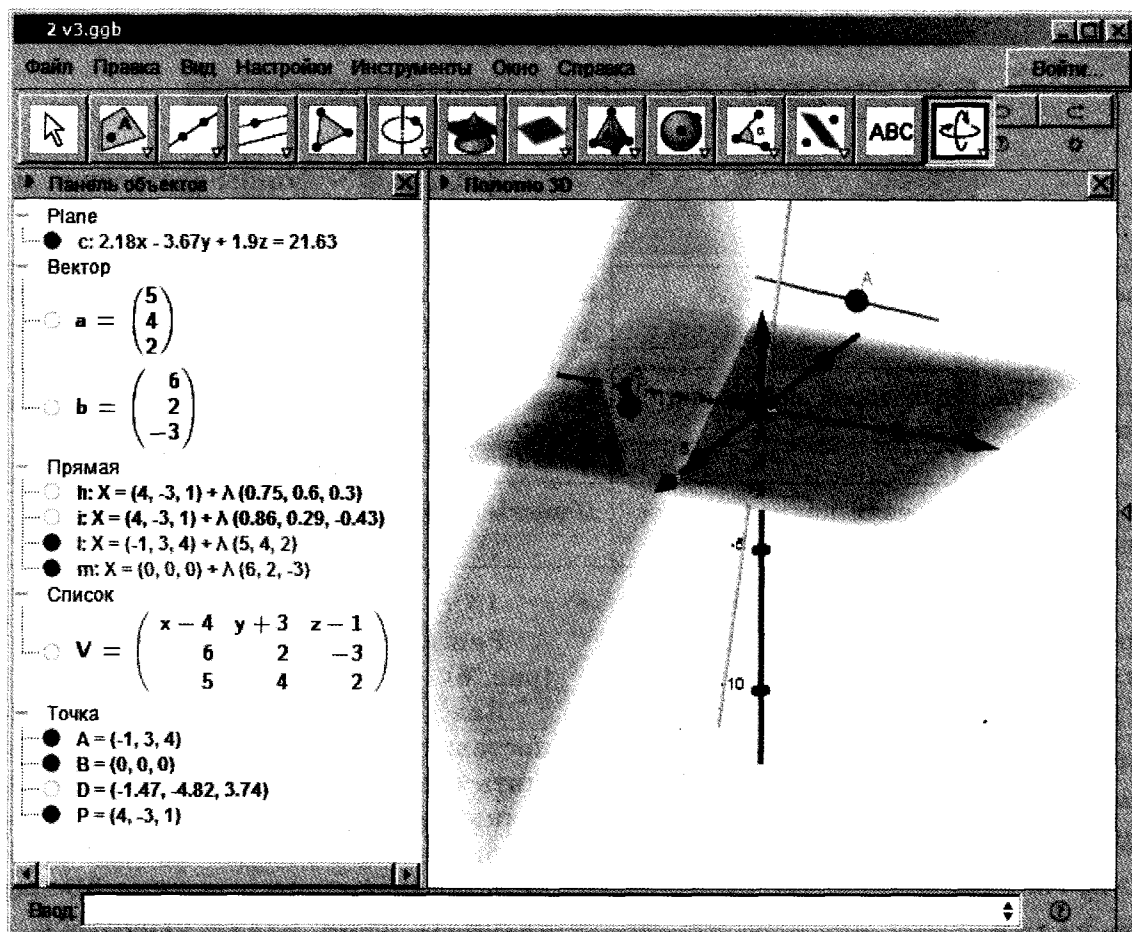 2 v3.ggb
Файл Правка Вид Настройки Инструменты Окно Справка
Войти...
ABC
Панель объектов
Полотно 3D
Plane
c: 2.18x - 3.67y + 1.9z = 21.63
Вектор
a = (5 4 2)
b = (6 2 −3)
Прямая
h: X = (4, -3, 1) + λ (0.75, 0.6, 0.3)
i: X = (4, -3, 1) + λ (0.86, 0.29, -0.43)
l: X = (-1, 3, 4) + λ (5, 4, 2)
m: X = (0, 0, 0) + λ (6, 2, -3)
Список
V = (x − 4 y + 3 z − 1
6 2 −3
5 4 2)
Точка
A = (-1, 3, 4)
B = (0, 0, 0)
D = (-1.47, -4.82, 3.74)
P = (4, -3, 1)
A
-10
Ввод: